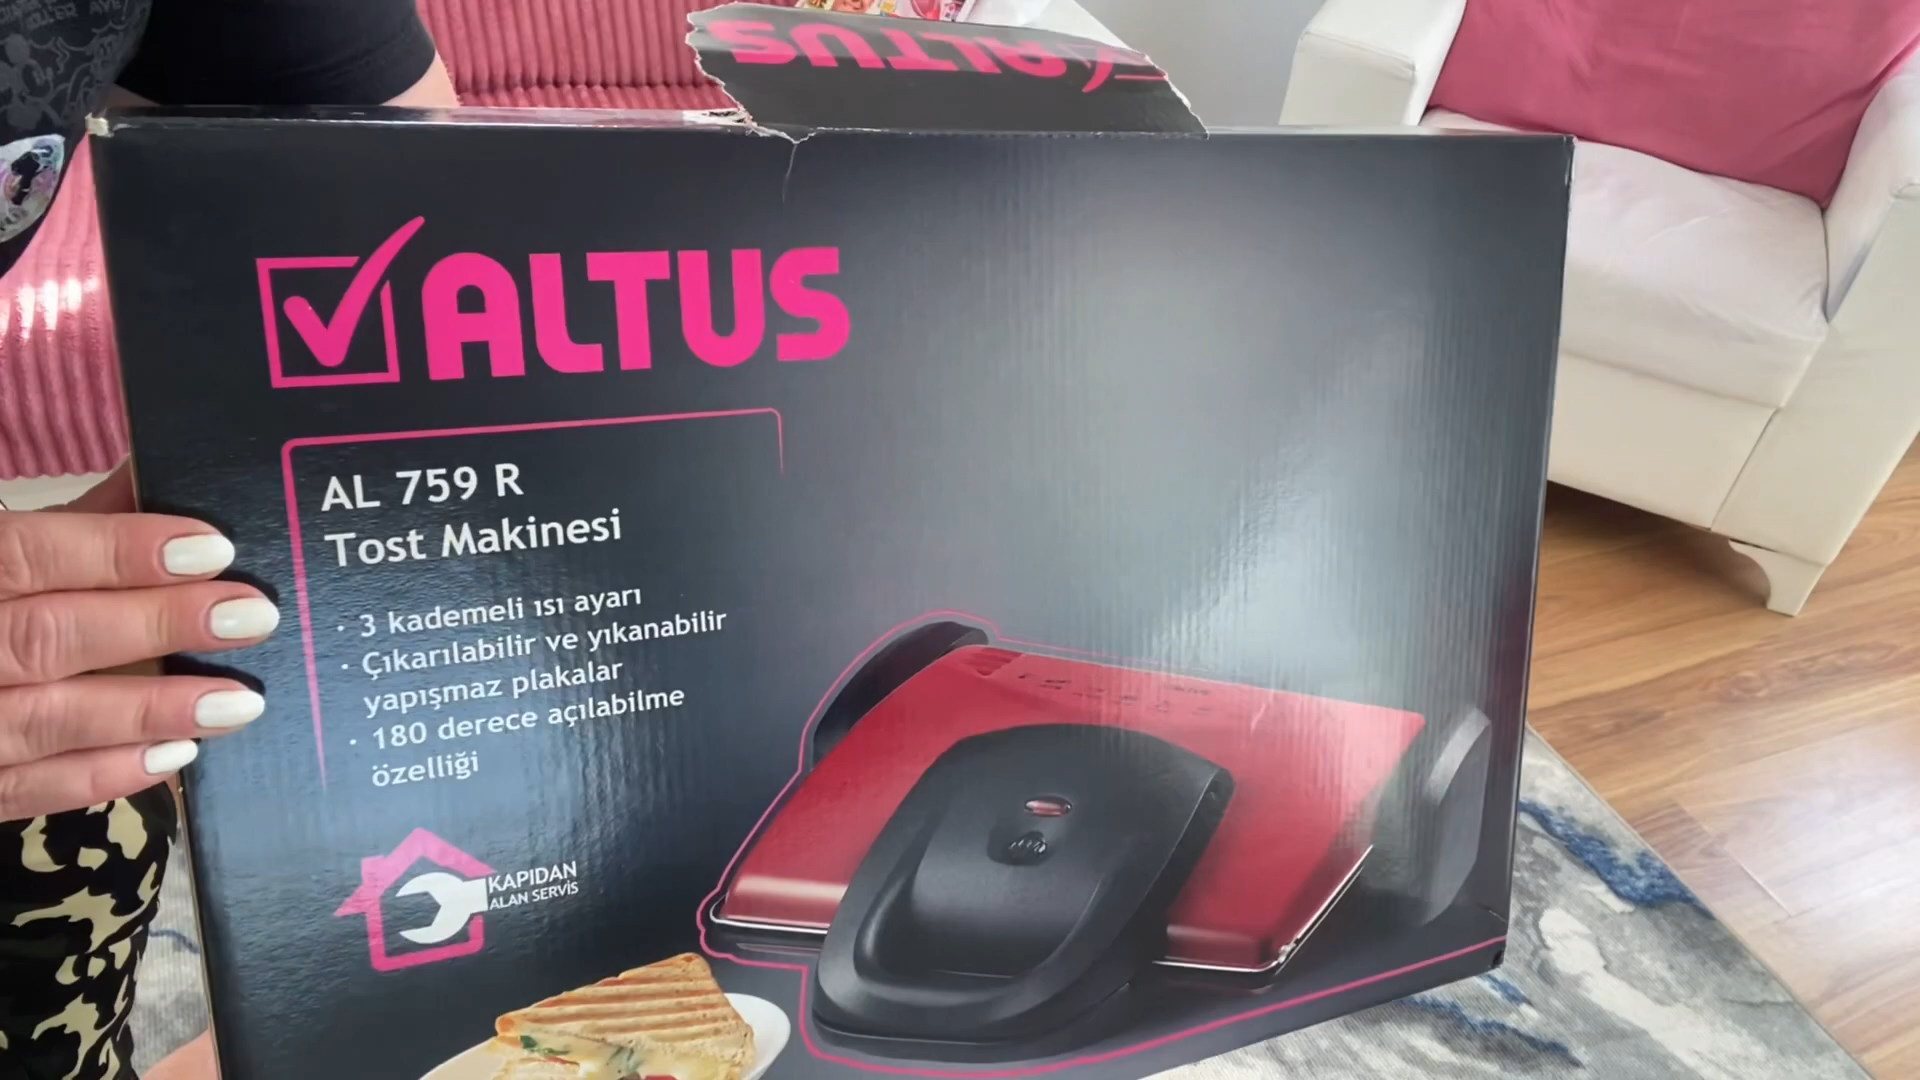 ALTUS
ALTUS
AL 759 R
Tost Makinesi
· 3 kademeli ısı ayarı
· Çıkarılabilir ve yıkanabilir
yapışmaz plakalar
· 180 derece açılabilme
özelliği
KAPIDAN
ALAN SERVİS